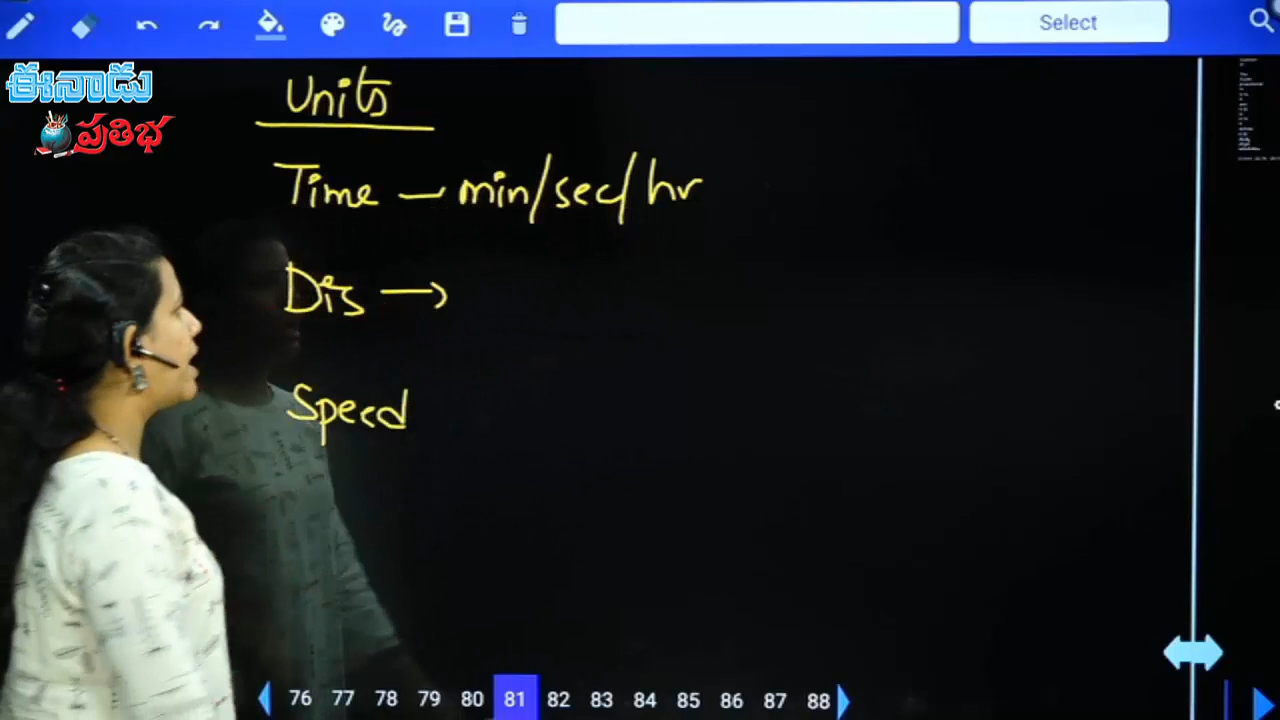 Select
ఈనాడు
ప్రతిభ
Units
Time – min/sec/hr
Dis →
Speed
76 77 78 79 80 81 82 83 84 85 86 87 88